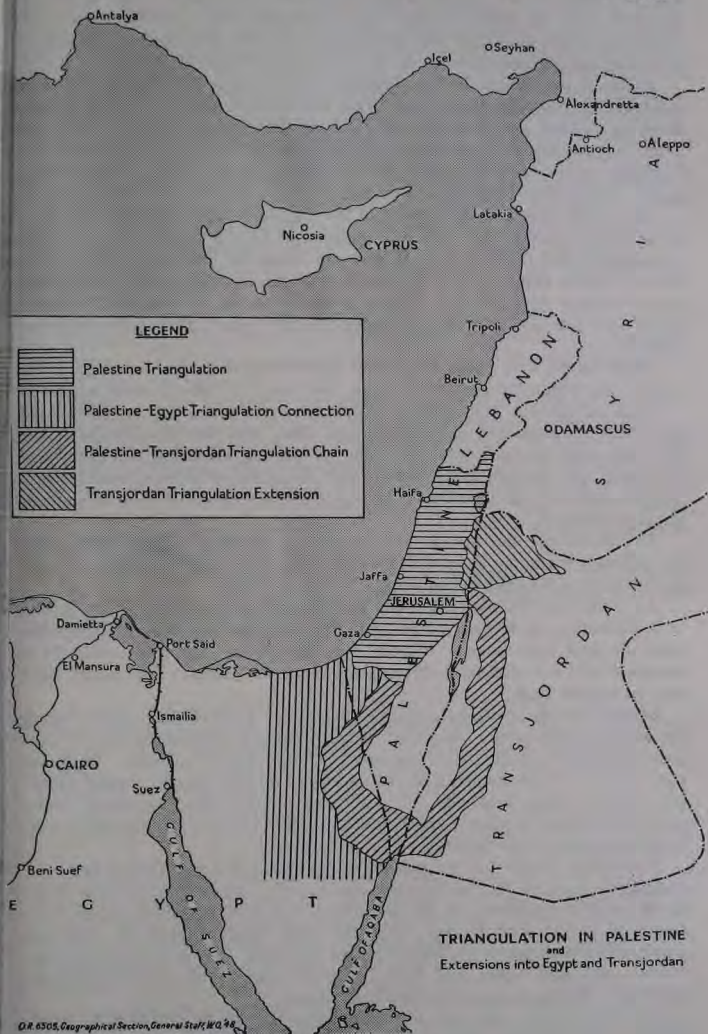 Antalya
Seyhan
Içel
Alexandretta
Antioch
Aleppo
Latakia
Nicosia
CYPRUS
SYRIA
LEGEND
Palestine Triangulation
Palestine-Egypt Triangulation Connection
Palestine-Transjordan Triangulation Chain
Transjordan Triangulation Extension
Tripoli
LEBANON
Beirut
DAMASCUS
Haifa
PALESTINE
Jaffa
JERUSALEM
Gaza
TRANSJORDAN
Damietta
Port Said
El Mansura
Ismailia
CAIRO
Suez
GULF OF SUEZ
Beni Suef
EGYPT
GULF OF AQABA
TRIANGULATION IN PALESTINE
and
Extensions into Egypt and Transjordan
D.R. 6305, Geographical Section, General Staff, W.O. '48